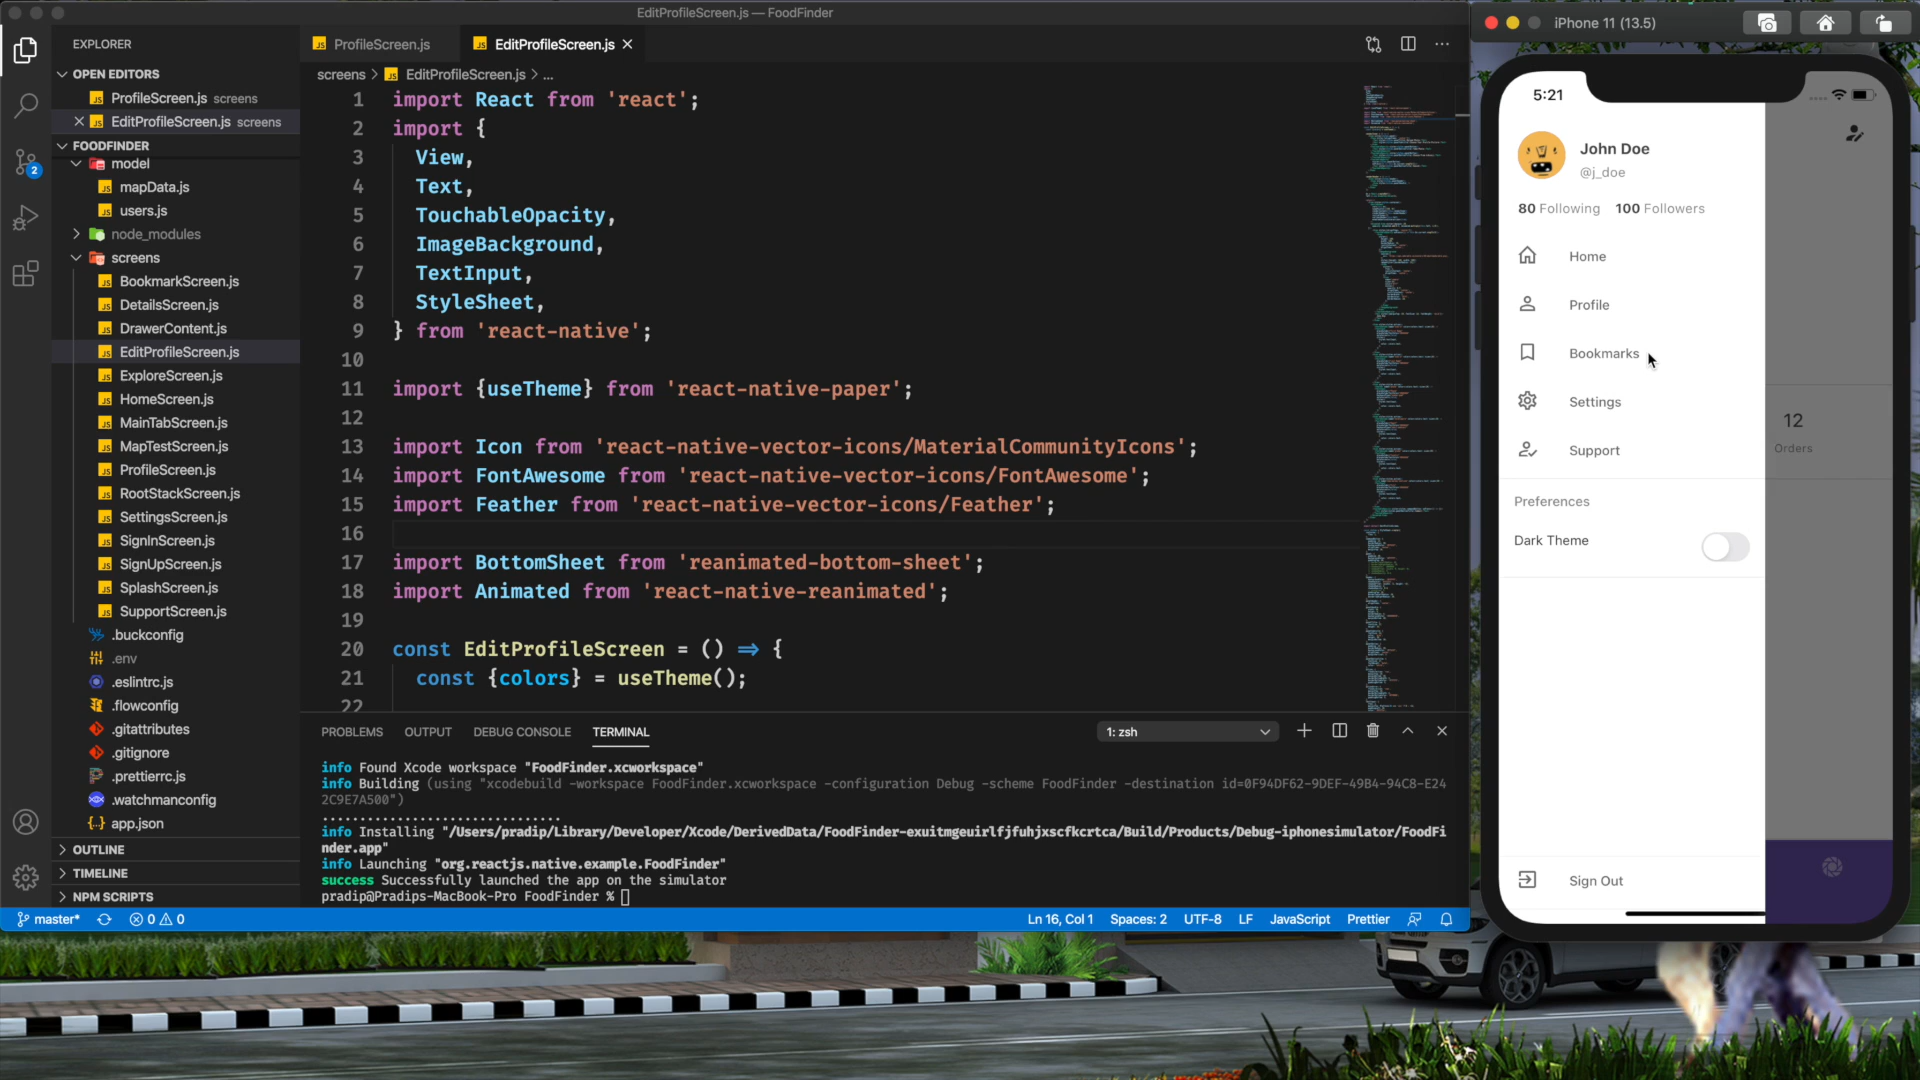 EditProfileScreen.js — FoodFinder
EXPLORER
OPEN EDITORS
ProfileScreen.js screens
EditProfileScreen.js screens
FOODFINDER
model
mapData.js
users.js
node_modules
screens
BookmarkScreen.js
DetailsScreen.js
DrawerContent.js
EditProfileScreen.js
ExploreScreen.js
HomeScreen.js
MainTabScreen.js
MapTestScreen.js
ProfileScreen.js
RootStackScreen.js
SettingsScreen.js
SignInScreen.js
SignUpScreen.js
SplashScreen.js
SupportScreen.js
.buckconfig
.env
.eslintrc.js
.flowconfig
.gitattributes
.gitignore
.prettierrc.js
.watchmanconfig
app.json
OUTLINE
TIMELINE
NPM SCRIPTS
2
ProfileScreen.js
EditProfileScreen.js
screens > EditProfileScreen.js > ...
1 import React from 'react';
2 import {
3 View,
4 Text,
5 TouchableOpacity,
6 ImageBackground,
7 TextInput,
8 StyleSheet,
9 } from 'react-native';
10
11 import {useTheme} from 'react-native-paper';
12
13 import Icon from 'react-native-vector-icons/MaterialCommunityIcons';
14 import FontAwesome from 'react-native-vector-icons/FontAwesome';
15 import Feather from 'react-native-vector-icons/Feather';
16
17 import BottomSheet from 'reanimated-bottom-sheet';
18 import Animated from 'react-native-reanimated';
19
20 const EditProfileScreen = () => {
21 const {colors} = useTheme();
22
PROBLEMS OUTPUT DEBUG CONSOLE TERMINAL 1: zsh
info Found Xcode workspace "FoodFinder.xcworkspace"
info Building (using "xcodebuild -workspace FoodFinder.xcworkspace -configuration Debug -scheme FoodFinder -destination id=0F94DF62-9DEF-49B4-94C8-E24
2C9E7A500")
..............................
info Installing "/Users/pradip/Library/Developer/Xcode/DerivedData/FoodFinder-exuitmgeuirlfjfuhjxscfkcrtca/Build/Products/Debug-iphonesimulator/FoodFi
nder.app"
info Launching "org.reactjs.native.example.FoodFinder"
success Successfully launched the app on the simulator
pradip@Pradips-MacBook-Pro FoodFinder %
master* 0 0 Ln 16, Col 1 Spaces: 2 UTF-8 LF JavaScript Prettier
iPhone 11 (13.5)
5:21
John Doe
@j_doe
80 Following 100 Followers
Home
Profile
Bookmarks
Settings
Support
Preferences
Dark Theme
Sign Out
12
Orders